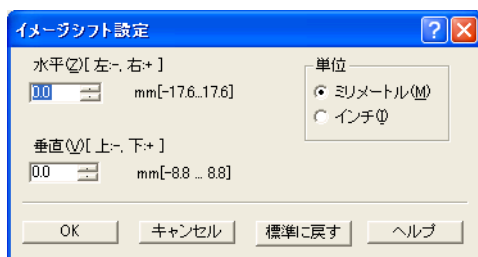 イメージシフト設定
水平(Z)[ 左:-, 右:+ ]
0.0 mm[-17.6...17.6]
垂直(V)[ 上:-, 下:+ ]
0.0 mm[-8.8 ... 8.8]
単位
ミリメートル(M)
インチ(I)
OK キャンセル 標準に戻す ヘルプ